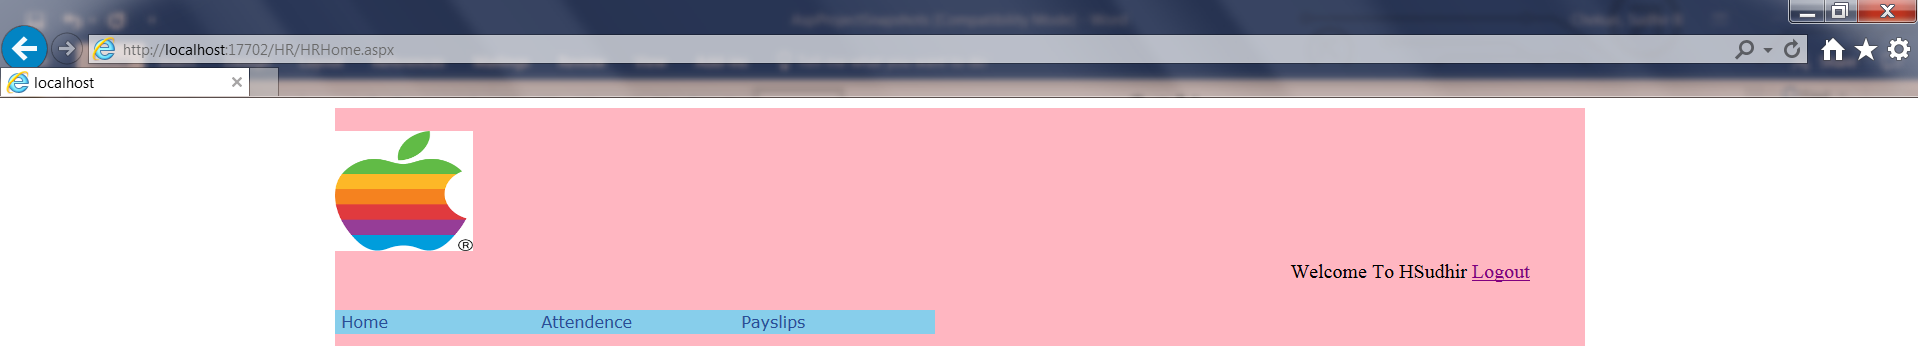 http://localhost:17702/HR/HRHome.aspx
localhost
®
Welcome To HSudhir Logout
Home Attendence Payslips